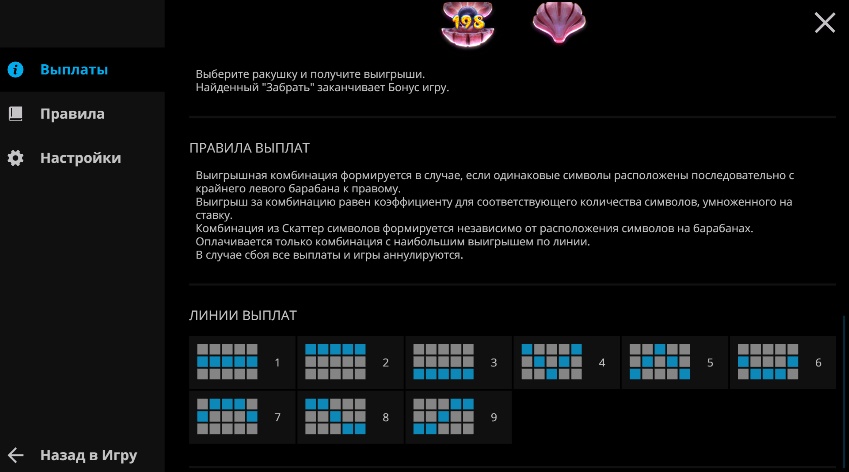 198
Выплаты
Правила
Настройки
Выберите ракушку и получите выигрыши.
Найденный "Забрать" заканчивает Бонус игру.
ПРАВИЛА ВЫПЛАТ
Выигрышная комбинация формируется в случае, если одинаковые символы расположены последовательно с
крайнего левого барабана к правому.
Выигрыш за комбинацию равен коэффициенту для соответствующего количества символов, умноженного на
ставку.
Комбинация из Скаттер символов формируется независимо от расположения символов на барабанах.
Оплачивается только комбинация с наибольшим выигрышем по линии.
В случае сбоя все выплаты и игры аннулируются.
ЛИНИИ ВЫПЛАТ
1 2 3 4 5 6
7 8 9
Назад в Игру